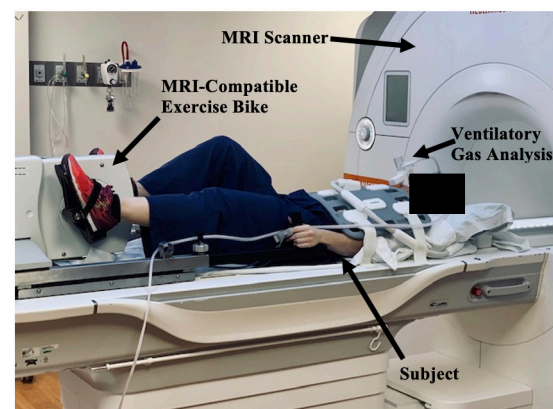 MRI Scanner
MRI-Compatible
Exercise Bike
Ventilatory
Gas Analysis
Subject